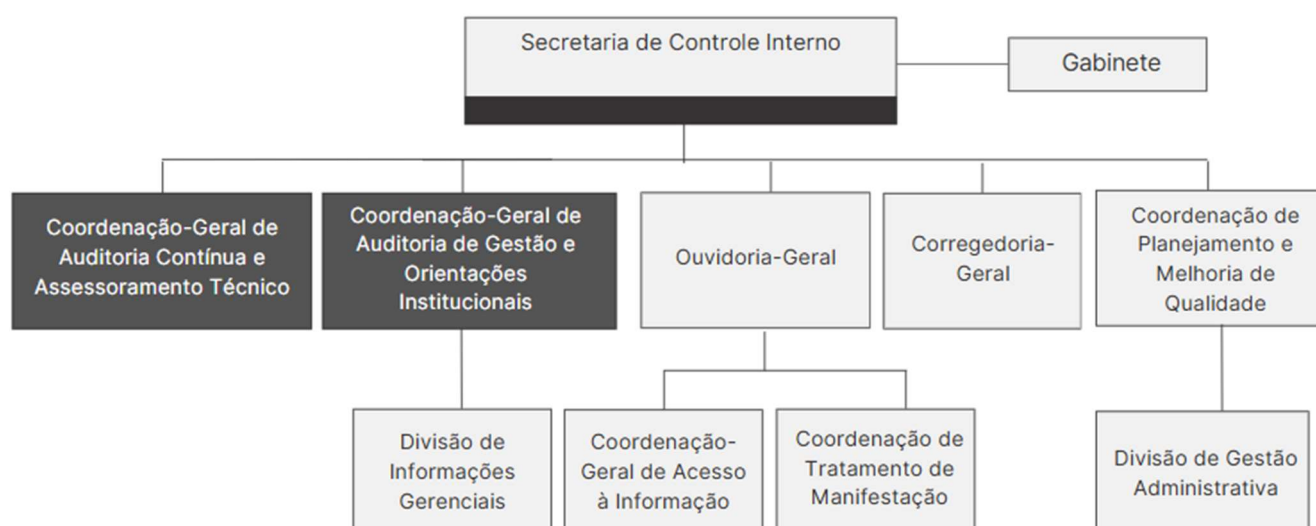 Secretaria de Controle Interno
Gabinete
Coordenação-Geral de
Auditoria Contínua e
Assessoramento Técnico
Coordenação-Geral de
Auditoria de Gestão e
Orientações
Institucionais
Ouvidoria-Geral
Corregedoria-
Geral
Coordenação de
Planejamento e
Melhoria de
Qualidade
Divisão de
Informações
Gerenciais
Coordenação-
Geral de Acesso
à Informação
Coordenação de
Tratamento de
Manifestação
Divisão de Gestão
Administrativa